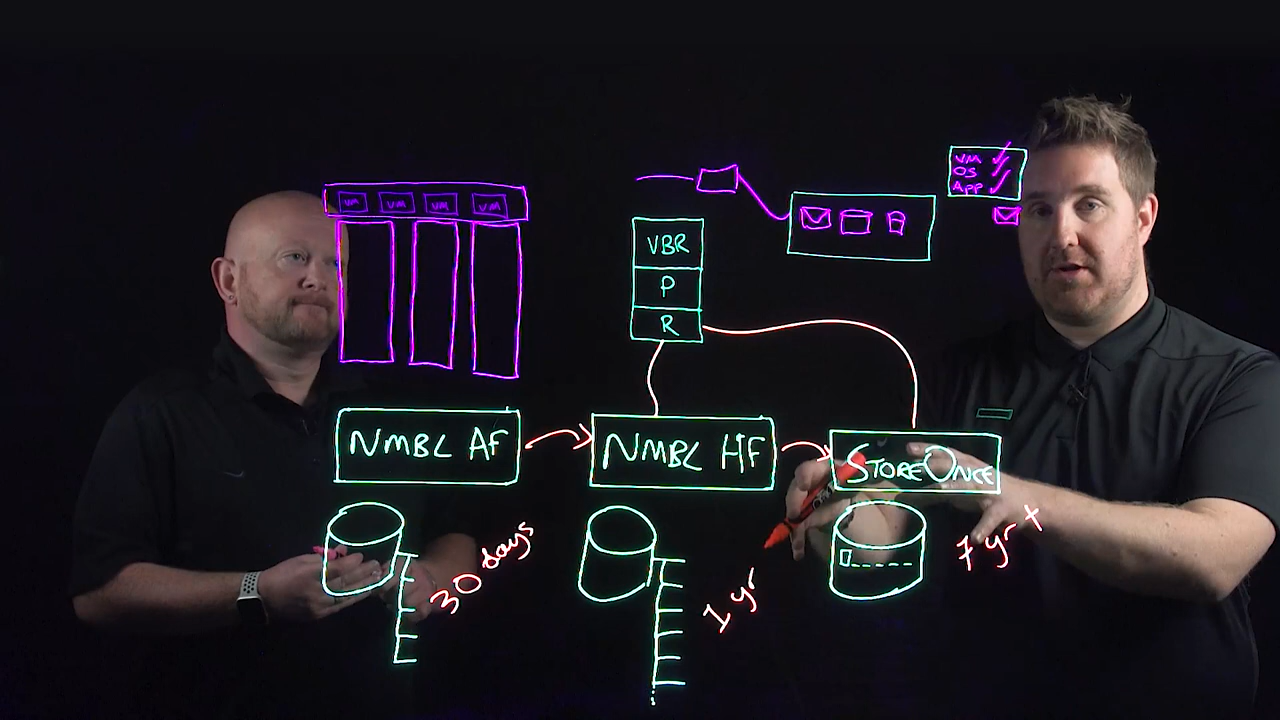 VM VM VM VM
VM
OS
APP
VBR
P
R
NMBL AF
NMBL HF
STOREONCE
30 days
1 yr
7 yr +